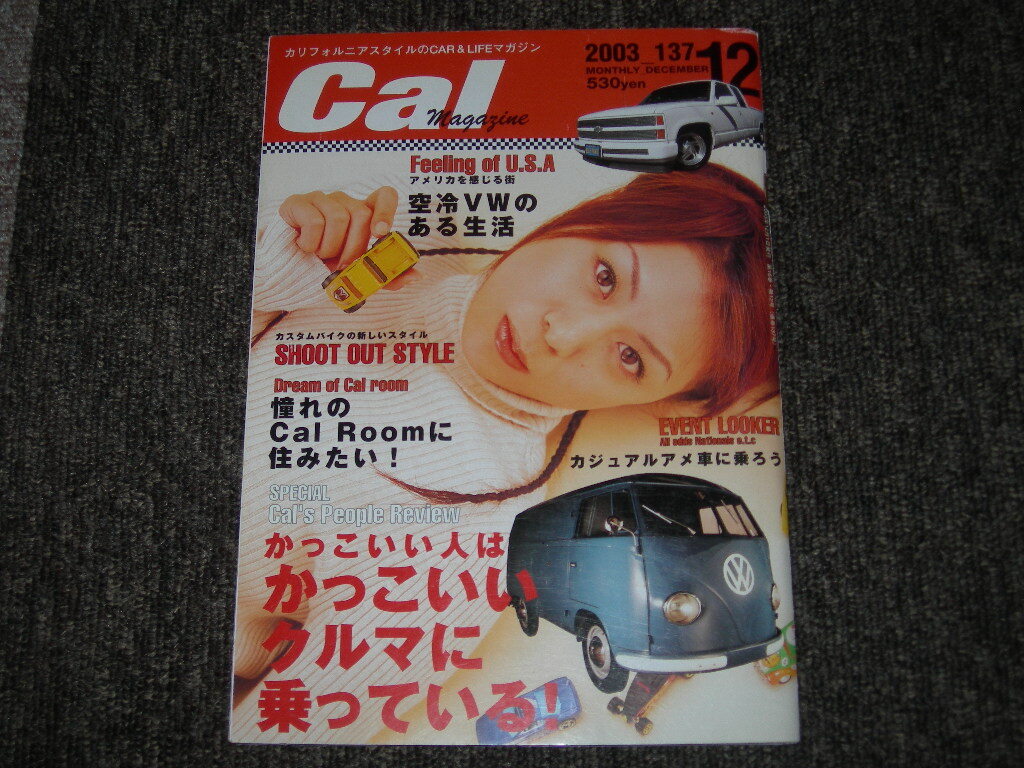 カリフォルニアスタイルのCAR&LIFEマガジン
Cal
Magazine
2003_137
MONTHLY_DECEMBER
12
530yen
Feeling of U.S.A
アメリカを感じる街
空冷VWの
ある生活
カスタムバイクの新しいスタイル
SHOOT OUT STYLE
Dream of Cal room
憧れの
Cal Roomに
住みたい!
EVENT LOOKER
All odds Nationals e.t.c
カジュアルアメ車に乗ろう
SPECIAL
Cal's People Review
かっこいい人は
かっこいい
クルマに
乗っている!